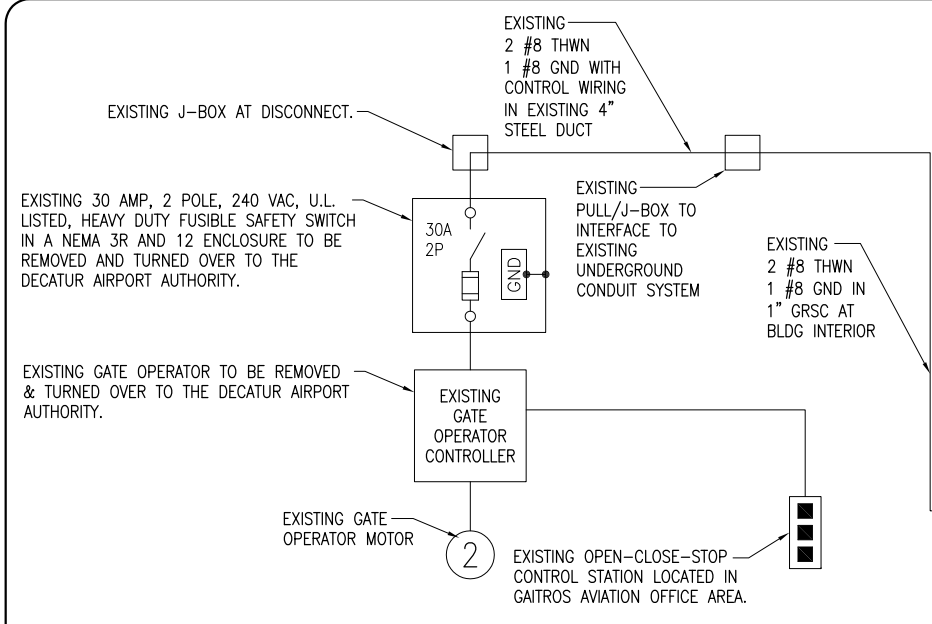 EXISTING
2 #8 THWN
1 #8 GND WITH
CONTROL WIRING
IN EXISTING 4"
STEEL DUCT
EXISTING J-BOX AT DISCONNECT.
EXISTING 30 AMP, 2 POLE, 240 VAC, U.L.
LISTED, HEAVY DUTY FUSIBLE SAFETY SWITCH
IN A NEMA 3R AND 12 ENCLOSURE TO BE
REMOVED AND TURNED OVER TO THE
DECATUR AIRPORT AUTHORITY.
30A
2P
GND
EXISTING
PULL/J-BOX TO
INTERFACE TO
EXISTING
UNDERGROUND
CONDUIT SYSTEM
EXISTING
2 #8 THWN
1 #8 GND IN
1" GRSC AT
BLDG INTERIOR
EXISTING GATE OPERATOR TO BE REMOVED
& TURNED OVER TO THE DECATUR AIRPORT
AUTHORITY.
EXISTING
GATE
OPERATOR
CONTROLLER
EXISTING GATE
OPERATOR MOTOR
2
EXISTING OPEN-CLOSE-STOP
CONTROL STATION LOCATED IN
GAITROS AVIATION OFFICE AREA.